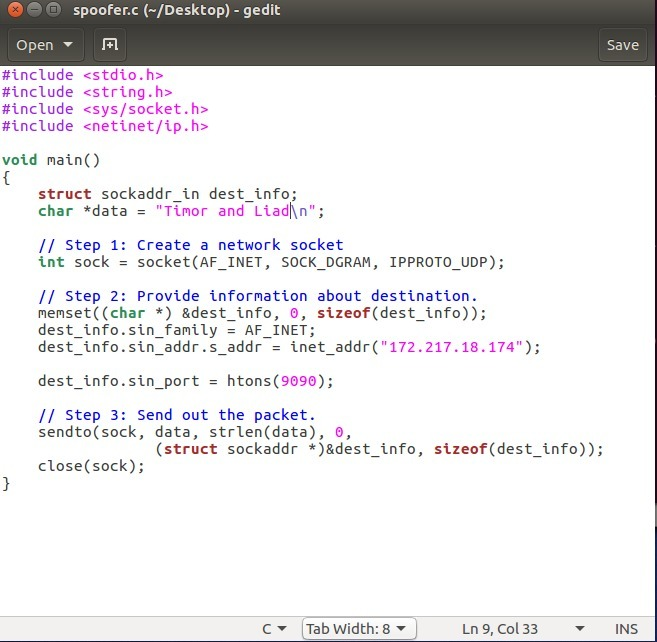 spoofer.c (~/Desktop) - gedit
Open Save
#include <stdio.h>
#include <string.h>
#include <sys/socket.h>
#include <netinet/ip.h>
void main()
{
struct sockaddr_in dest_info;
char *data = "Timor and Liad\n";
// Step 1: Create a network socket
int sock = socket(AF_INET, SOCK_DGRAM, IPPROTO_UDP);
// Step 2: Provide information about destination.
memset((char *) &dest_info, 0, sizeof(dest_info));
dest_info.sin_family = AF_INET;
dest_info.sin_addr.s_addr = inet_addr("172.217.18.174");
dest_info.sin_port = htons(9090);
// Step 3: Send out the packet.
sendto(sock, data, strlen(data), 0,
(struct sockaddr *)&dest_info, sizeof(dest_info));
close(sock);
}
C Tab Width: 8 Ln 9, Col 33 INS